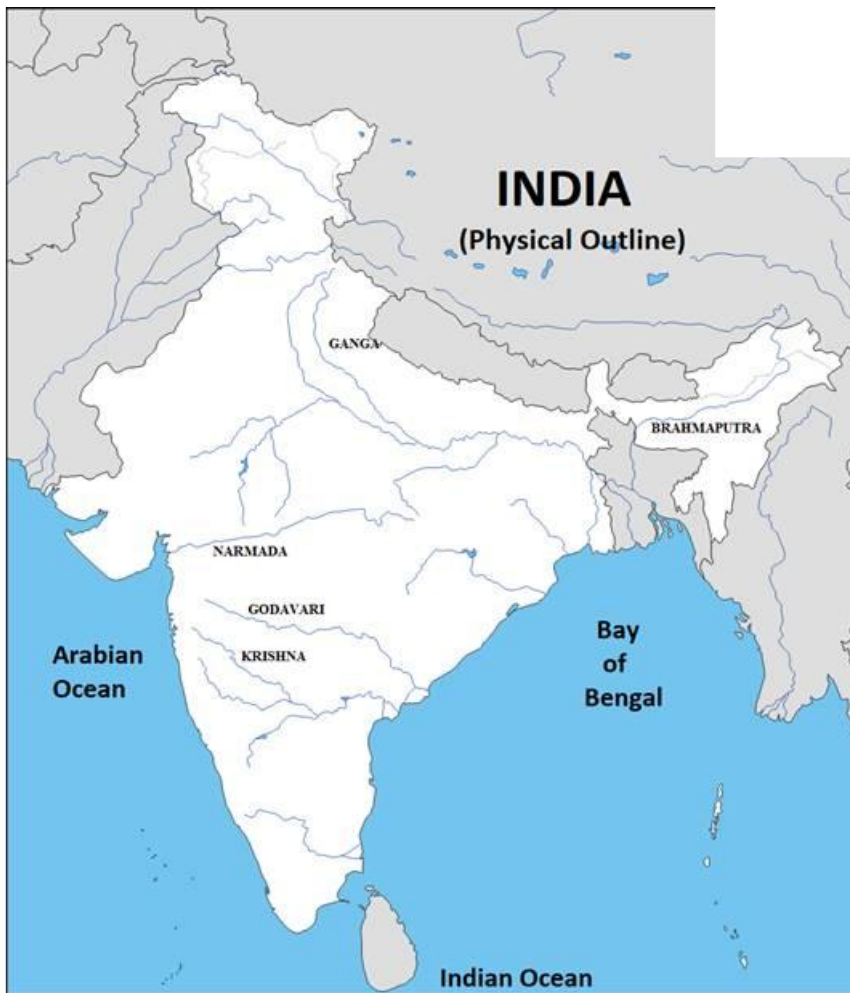 INDIA
(Physical Outline)
GANGA
BRAHMAPUTRA
NARMADA
GODAVARI
KRISHNA
Arabian
Ocean
Bay
of
Bengal
Indian Ocean